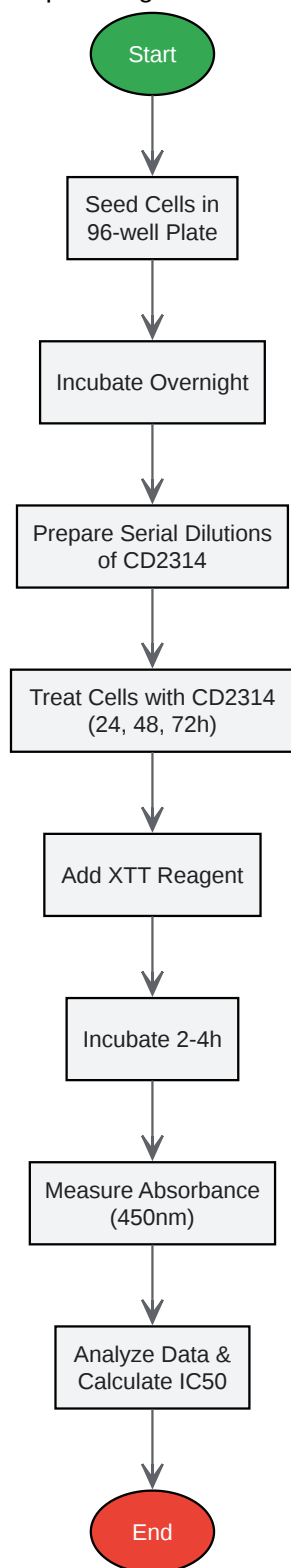 Start
Seed Cells in
96-well Plate
Incubate Overnight
Prepare Serial Dilutions
of CD2314
Treat Cells with CD2314
(24, 48, 72h)
Add XTT Reagent
Incubate 2-4h
Measure Absorbance
(450nm)
Analyze Data &
Calculate IC50
End